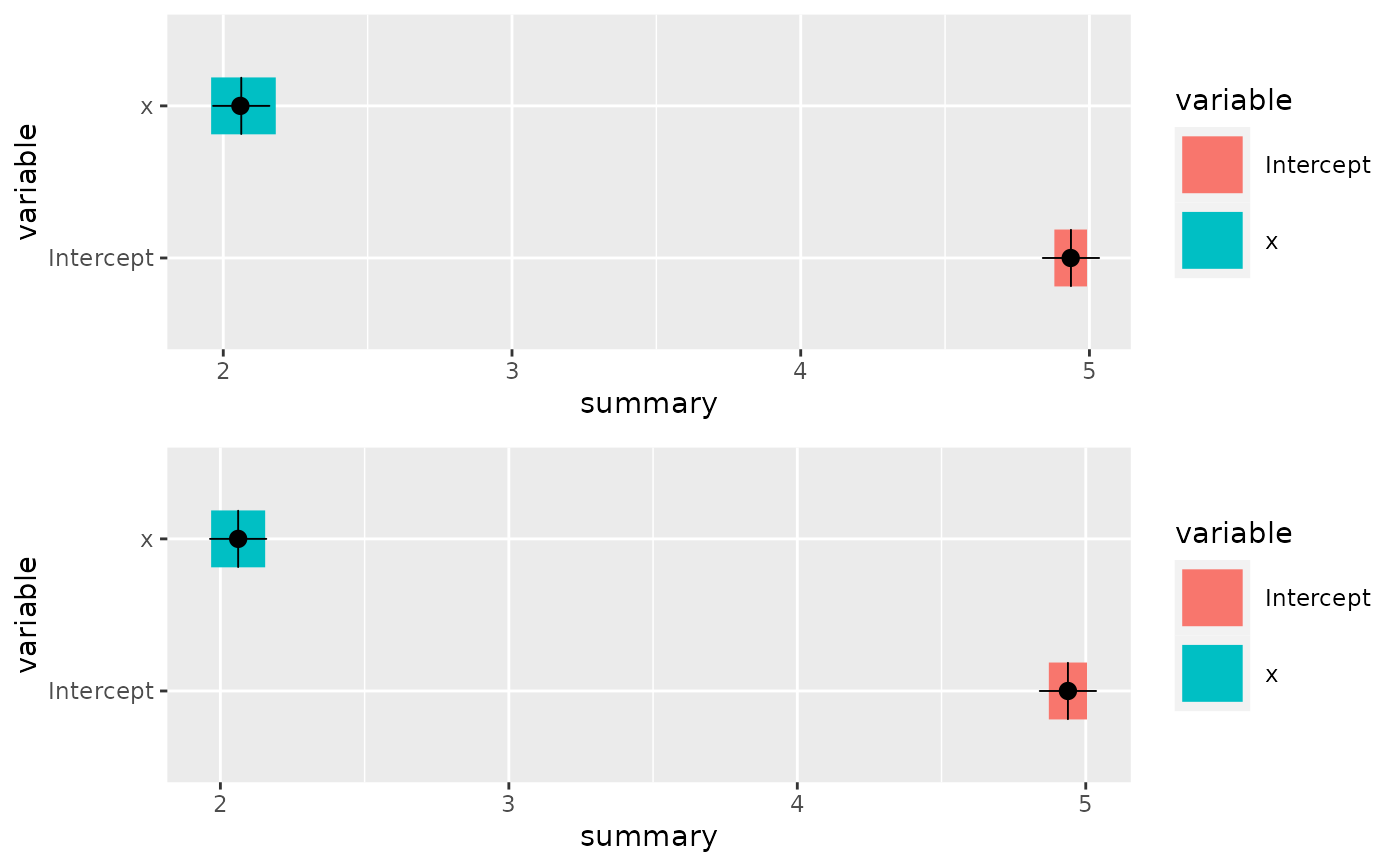 variable
x
Intercept
2 3 4 5
summary
variable
Intercept
x
variable
x
Intercept
2 3 4 5
summary
variable
Intercept
x